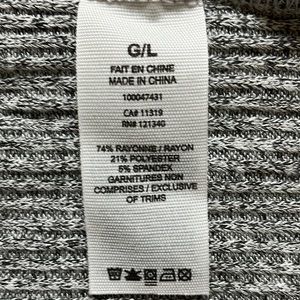 G/L
FAIT EN CHINE
MADE IN CHINA
100047431
CA# 11319
RN# 121340
74% RAYONNE / RAYON
21% POLYESTER
5% SPANDEX
GARNITURES NON
COMPRISES / EXCLUSIVE
OF TRIMS